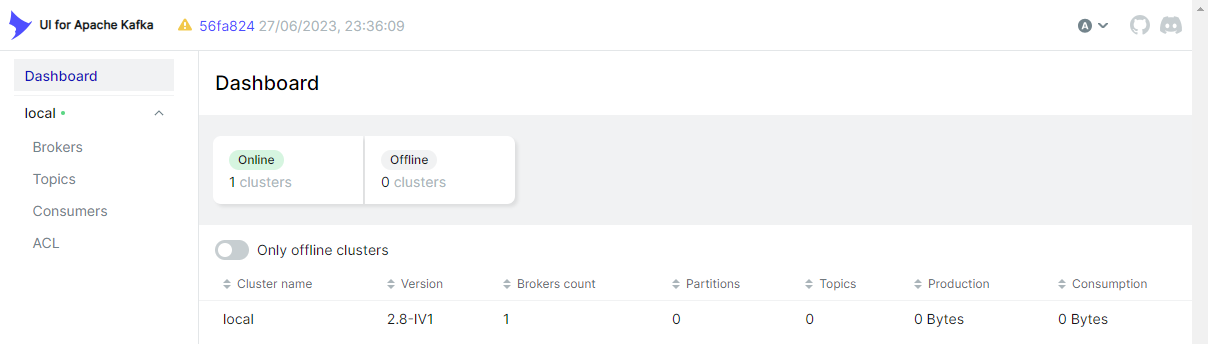 UI for Apache Kafka 56fa824 27/06/2023, 23:36:09 A
Dashboard
local
Brokers
Topics
Consumers
ACL
Dashboard
Online Offline
1 clusters 0 clusters
Only offline clusters
Cluster name Version Brokers count Partitions Topics Production Consumption
local 2.8-IV1 1 0 0 0 Bytes 0 Bytes